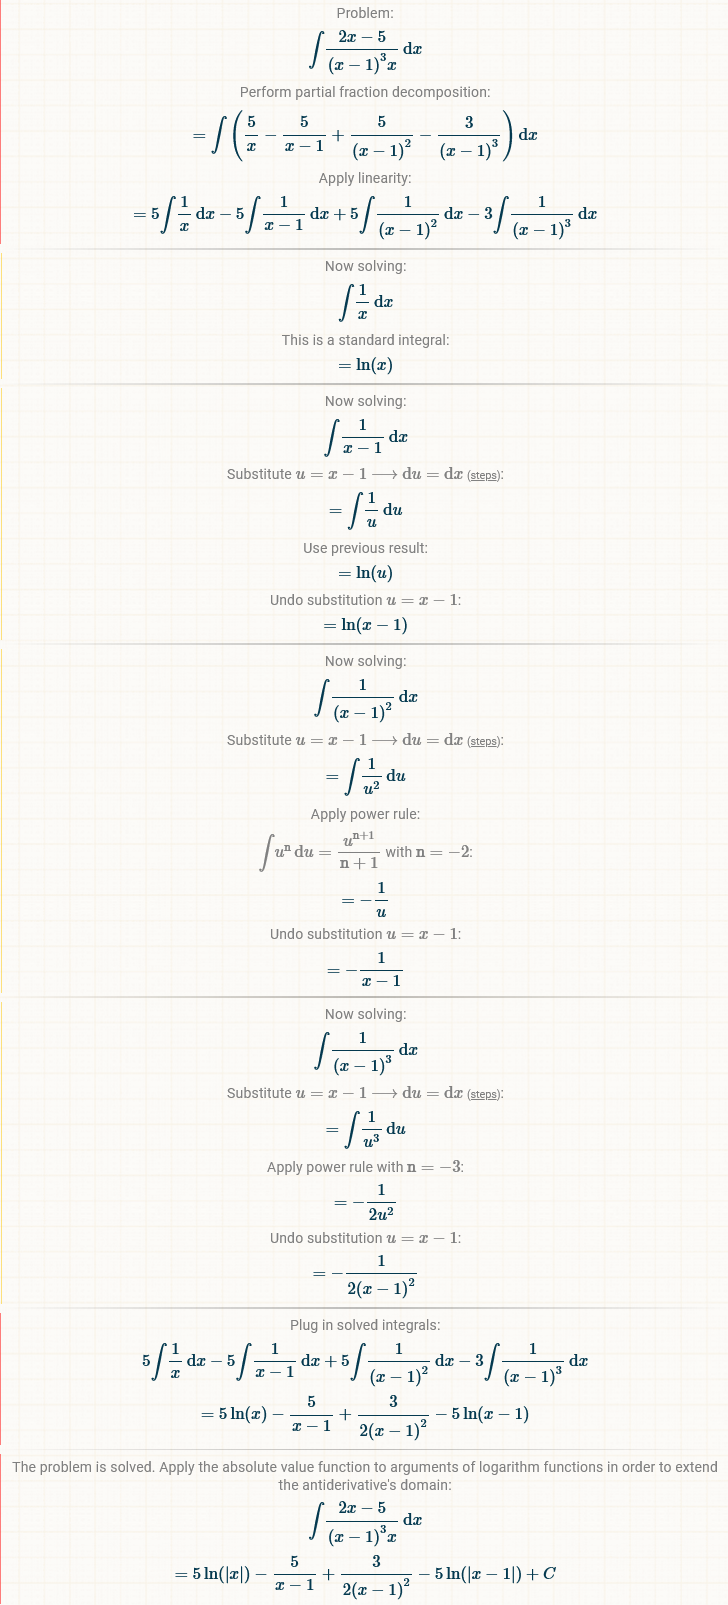 Problem:
∫ (2x − 5)/((x − 1)³x) dx
Perform partial fraction decomposition:
= ∫ (5/x − 5/(x − 1) + 5/(x − 1)² − 3/(x − 1)³) dx
Apply linearity:
= 5∫ 1/x dx − 5∫ 1/(x − 1) dx + 5∫ 1/(x − 1)² dx − 3∫ 1/(x − 1)³ dx
Now solving:
∫ 1/x dx
This is a standard integral:
= ln(x)
Now solving:
∫ 1/(x − 1) dx
Substitute u = x − 1 ⟶ du = dx (steps):
= ∫ 1/u du
Use previous result:
= ln(u)
Undo substitution u = x − 1:
= ln(x − 1)
Now solving:
∫ 1/(x − 1)² dx
Substitute u = x − 1 ⟶ du = dx (steps):
= ∫ 1/u² du
Apply power rule:
∫ uⁿ du = uⁿ⁺¹/(n + 1) with n = −2:
= −1/u
Undo substitution u = x − 1:
= −1/(x − 1)
Now solving:
∫ 1/(x − 1)³ dx
Substitute u = x − 1 ⟶ du = dx (steps):
= ∫ 1/u³ du
Apply power rule with n = −3:
= −1/(2u²)
Undo substitution u = x − 1:
= −1/(2(x − 1)²)
Plug in solved integrals:
5∫ 1/x dx − 5∫ 1/(x − 1) dx + 5∫ 1/(x − 1)² dx − 3∫ 1/(x − 1)³ dx
= 5 ln(x) − 5/(x − 1) + 3/(2(x − 1)²) − 5 ln(x − 1)
The problem is solved. Apply the absolute value function to arguments of logarithm functions in order to extend
the antiderivative's domain:
∫ (2x − 5)/((x − 1)³x) dx
= 5 ln(|x|) − 5/(x − 1) + 3/(2(x − 1)²) − 5 ln(|x − 1|) + C